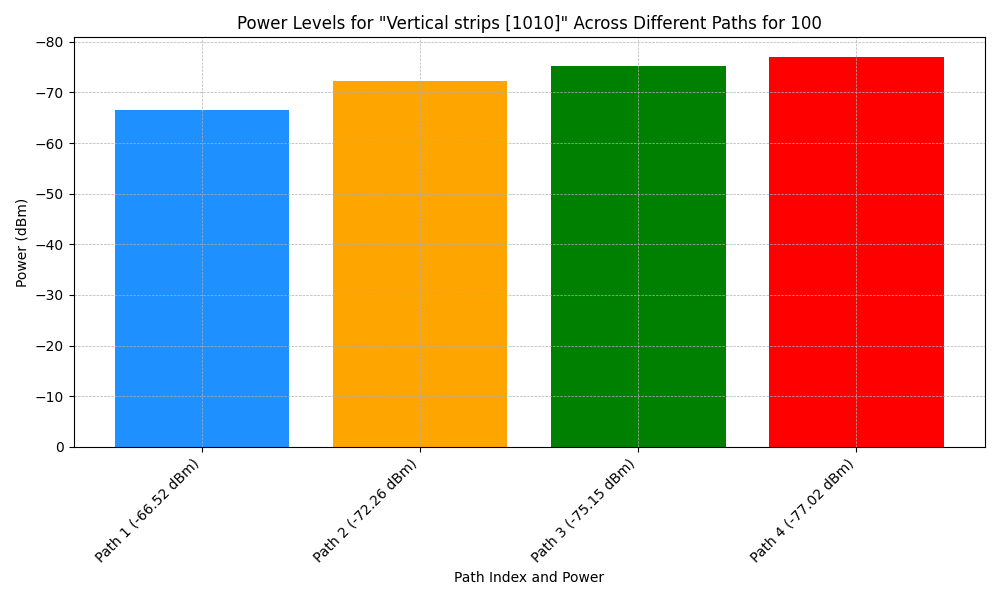 Power Levels for "Vertical strips [1010]" Across Different Paths for 100
Power (dBm)
−80
−70
−60
−50
−40
−30
−20
−10
0
Path 1 (-66.52 dBm)
Path 2 (-72.26 dBm)
Path 3 (-75.15 dBm)
Path 4 (-77.02 dBm)
Path Index and Power